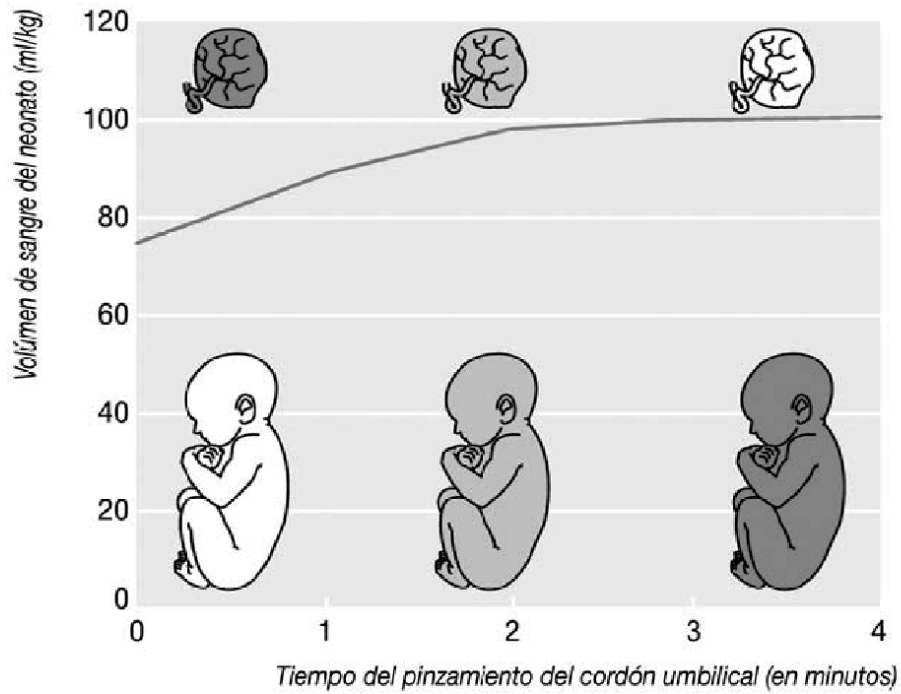 Volúmen de sangre del neonato (ml/kg)
120
100
80
60
40
20
0
0 1 2 3 4
Tiempo del pinzamiento del cordón umbilical (en minutos)